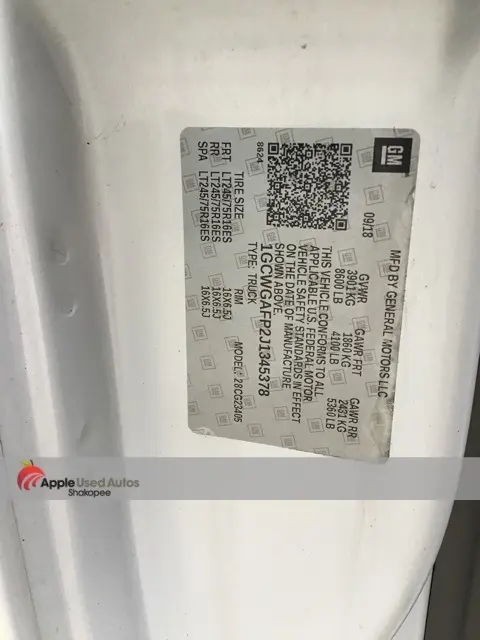 GM
MFD BY GENERAL MOTORS LLC
09/18
GVWR GAWR FRT GAWR RR
3901 KG 1860 KG 2431 KG
8600 LB 4100 LB 5360 LB
THIS VEHICLE CONFORMS TO ALL
APPLICABLE U.S. FEDERAL MOTOR
VEHICLE SAFETY STANDARDS IN EFFECT
ON THE DATE OF MANUFACTURE
SHOWN ABOVE.
1GCWGAFP2J1345378
TYPE: TRUCK MODEL: 28CG23405
8624
TIRE SIZE RIM
FRT LT245/75R16ES 16X6.5J
RR LT245/75R16ES 16X6.5J
SPA LT245/75R16ES 16X6.5J
Apple Used Autos
Shakopee